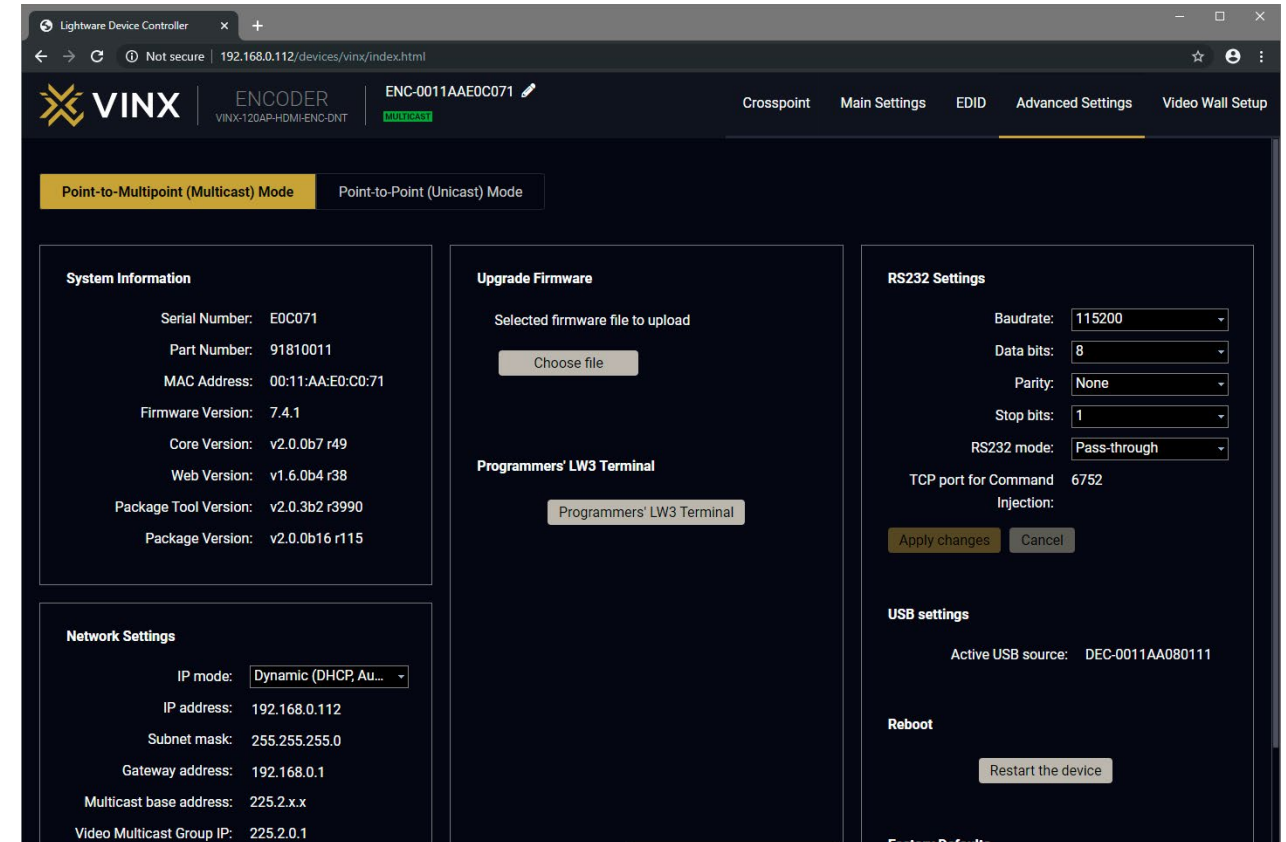 Lightware Device Controller
Not secure | 192.168.0.112/devices/vinx/index.html
VINX
ENCODER
VINX-120AP-HDMI-ENC-DNT
ENC-0011AAE0C071
MULTICAST
Crosspoint
Main Settings
EDID
Advanced Settings
Video Wall Setup
Point-to-Multipoint (Multicast) Mode
Point-to-Point (Unicast) Mode
System Information
Serial Number: E0C071
Part Number: 91810011
MAC Address: 00:11:AA:E0:C0:71
Firmware Version: 7.4.1
Core Version: v2.0.0b7 r49
Web Version: v1.6.0b4 r38
Package Tool Version: v2.0.3b2 r3990
Package Version: v2.0.0b16 r115
Network Settings
IP mode: Dynamic (DHCP, Au...
IP address: 192.168.0.112
Subnet mask: 255.255.255.0
Gateway address: 192.168.0.1
Multicast base address: 225.2.x.x
Video Multicast Group IP: 225.2.0.1
Upgrade Firmware
Selected firmware file to upload
Choose file
Programmers' LW3 Terminal
Programmers' LW3 Terminal
RS232 Settings
Baudrate: 115200
Data bits: 8
Parity: None
Stop bits: 1
RS232 mode: Pass-through
TCP port for Command 6752
Injection:
Apply changes
Cancel
USB settings
Active USB source: DEC-0011AA080111
Reboot
Restart the device